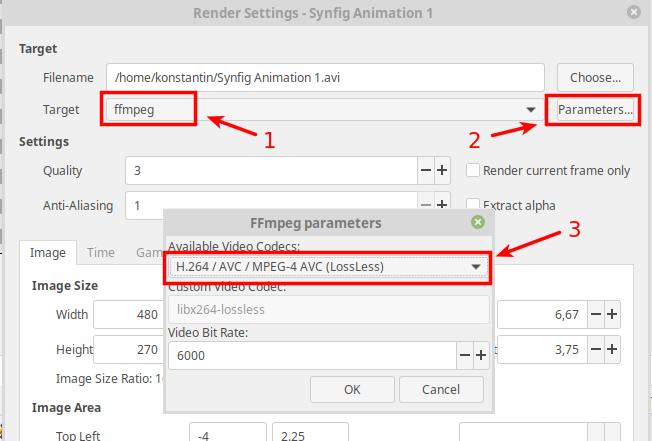 Render Settings - Synfig Animation 1
Target
Filename /home/konstantin/Synfig Animation 1.avi Choose...
Target ffmpeg Parameters...
1 2
Settings
Quality 3 Render current frame only
Anti-Aliasing 1 Extract alpha
FFmpeg parameters
3
Image Time Gam
Available Video Codecs:
H.264 / AVC / MPEG-4 AVC (LossLess)
Image Size
Custom Video Codec:
Width 480 libx264-lossless 6,67
Video Bit Rate:
Height 270 6000 3,75
Image Size Ratio:
OK Cancel
Image Area
Top Left -4 2,25